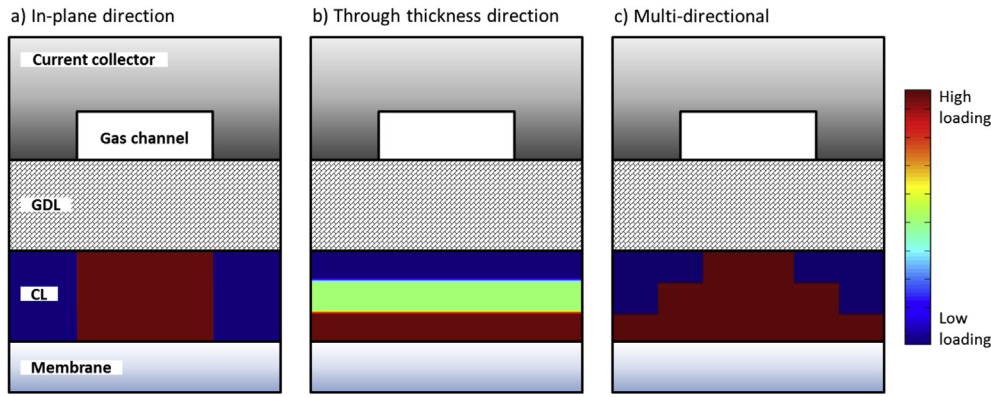 a) In-plane direction
b) Through thickness direction
c) Multi-directional
Current collector
Gas channel
GDL
CL
Membrane
High
loading
Low
loading